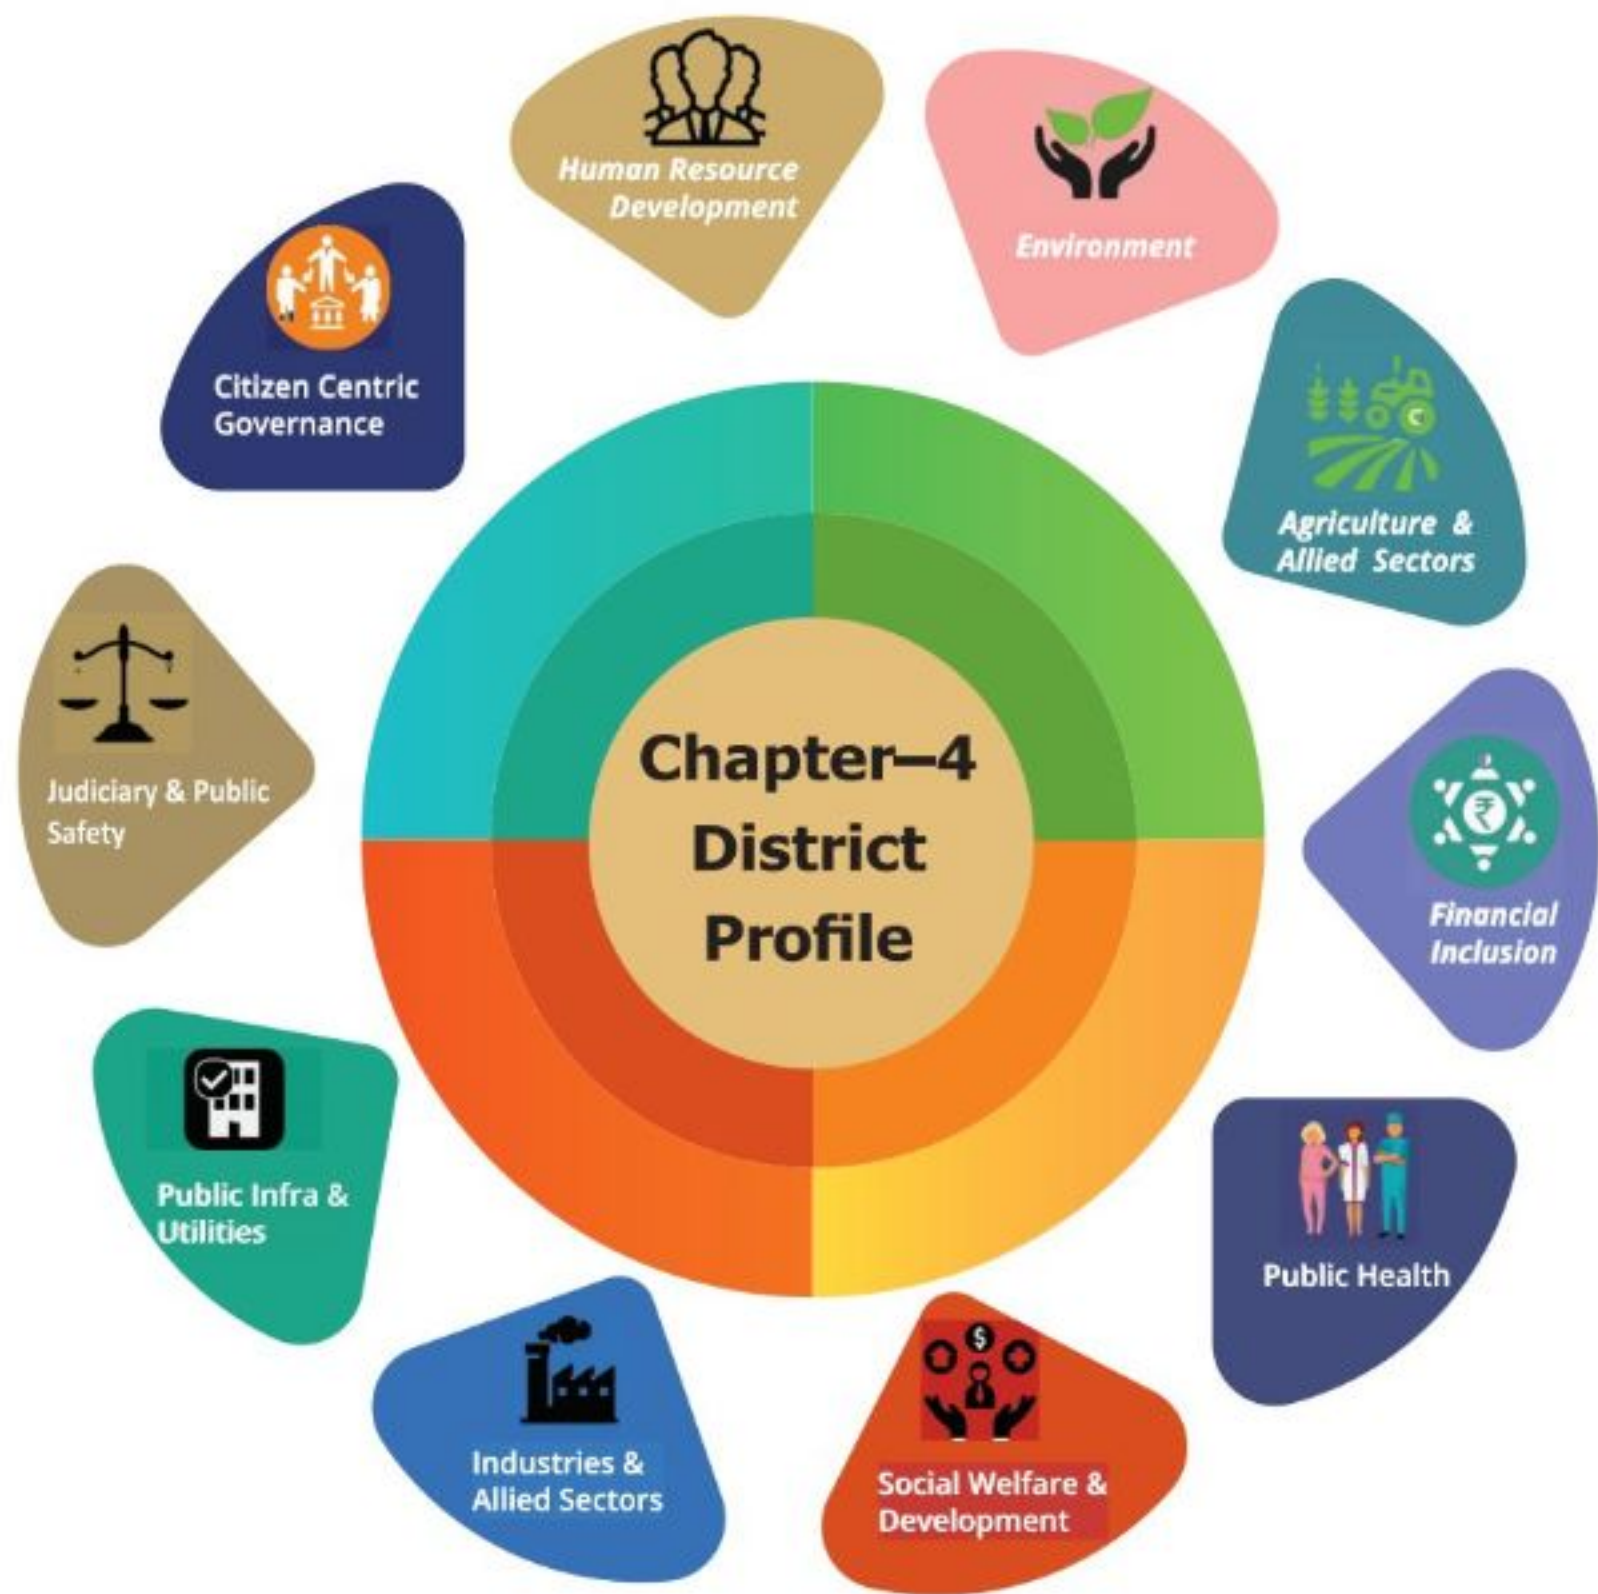 Human Resource
Development
Environment
Citizen Centric
Governance
Agriculture &
Allied Sectors
Chapter–4
District
Profile
Judiciary & Public
Safety
Financial
Inclusion
Public Infra &
Utilities
Public Health
Industries &
Allied Sectors
Social Welfare &
Development